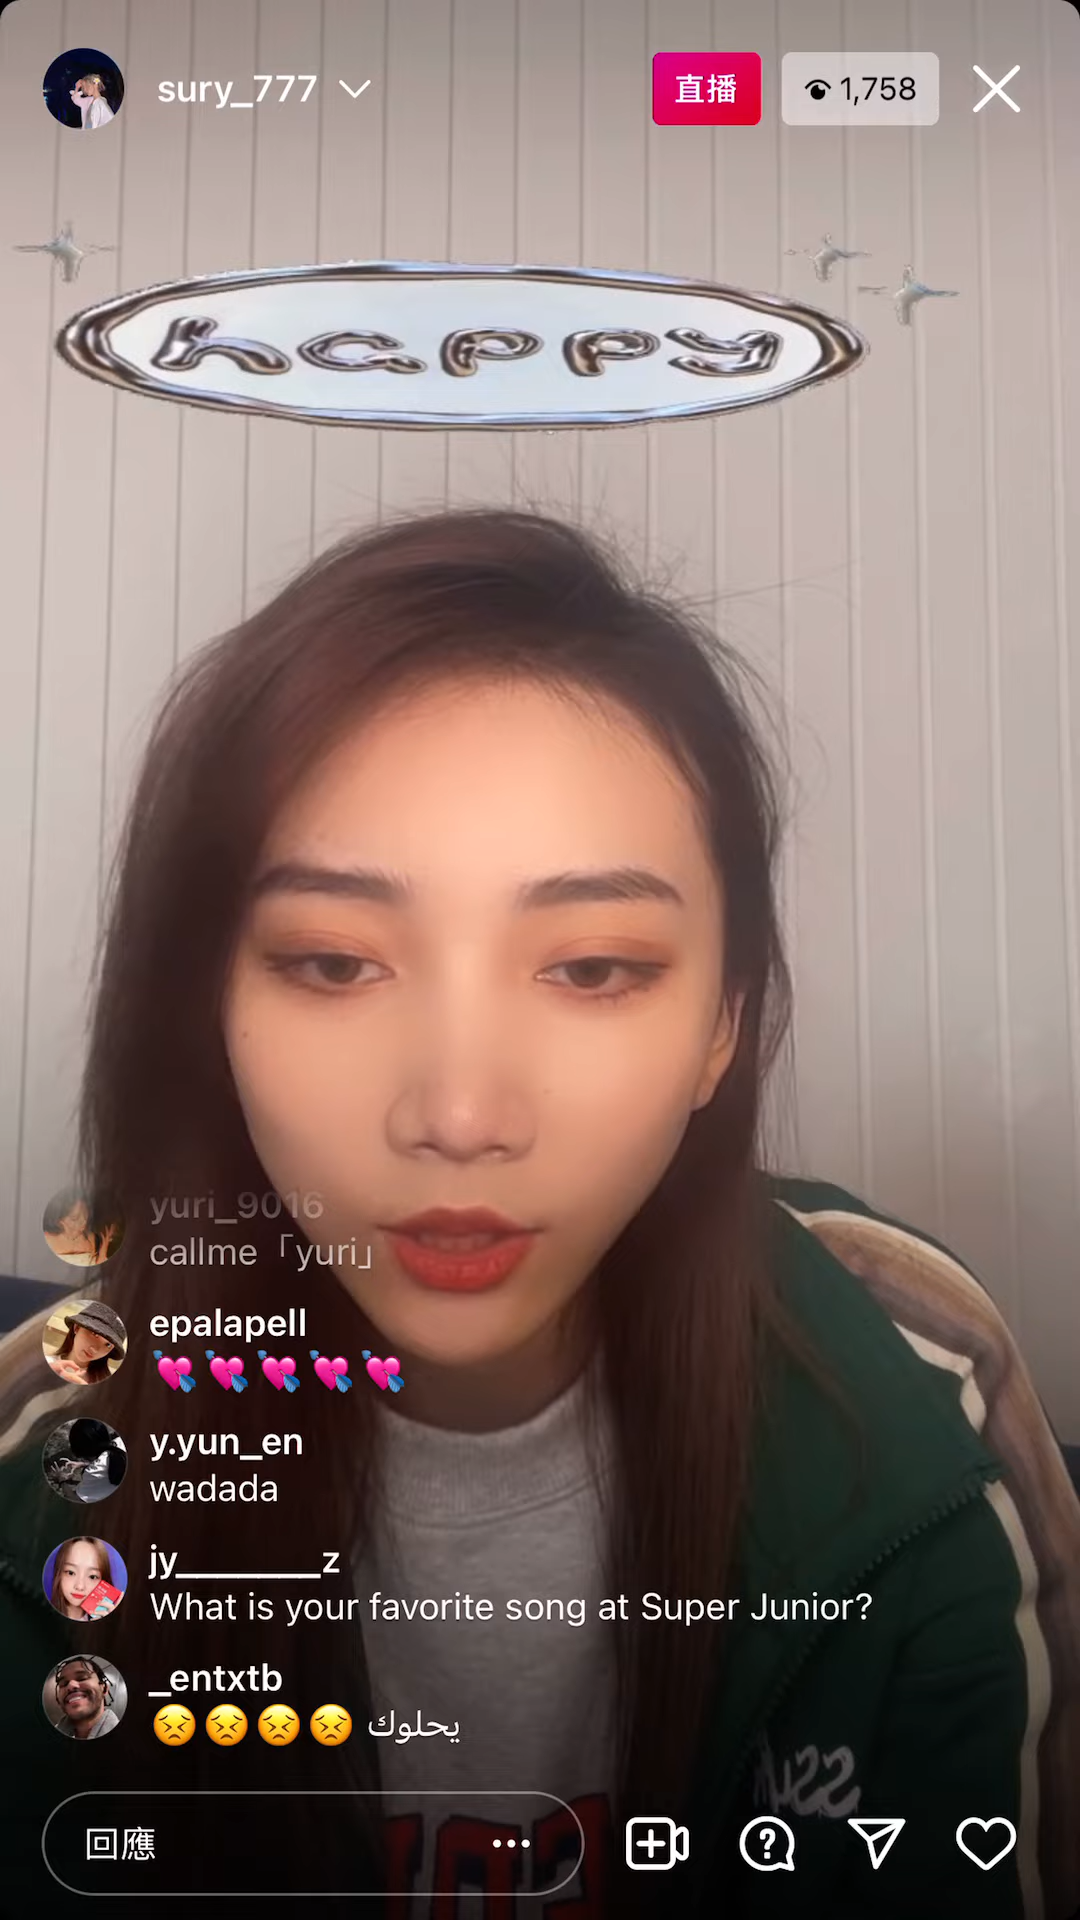 sury_777
直播
1,758
happy
yuri_9016
callme「yuri」
epalapell
💘💘💘💘💘
y.yun_en
wadada
jy_______z
What is your favorite song at Super Junior?
_entxtb
😣😣😣😣 يحلوك
回應